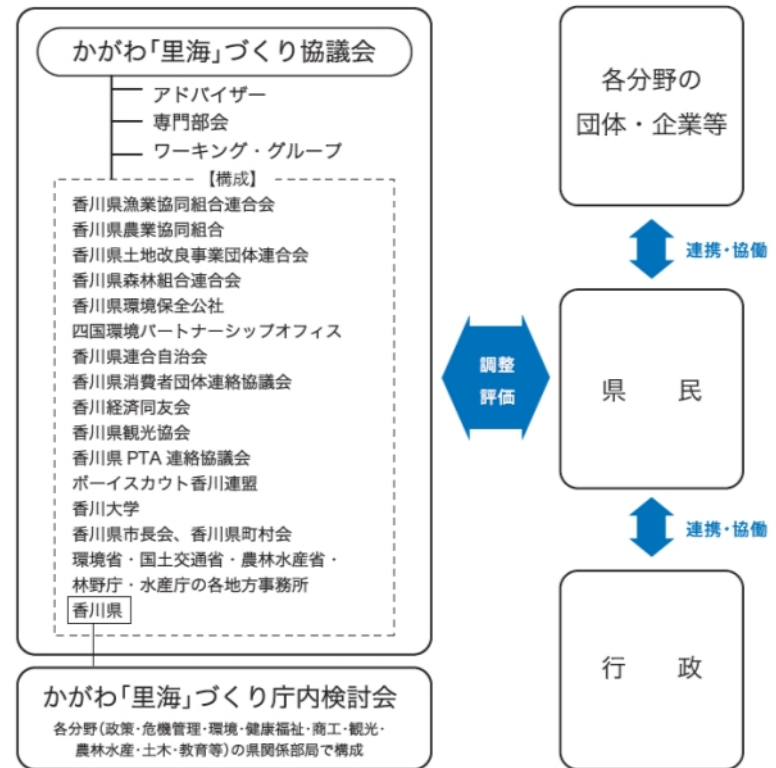 かがわ「里海」づくり協議会
アドバイザー
専門部会
ワーキング・グループ
【構成】
香川県漁業協同組合連合会
香川県農業協同組合
香川県土地改良事業団体連合会
香川県森林組合連合会
香川県環境保全公社
四国環境パートナーシップオフィス
香川県連合自治会
香川県消費者団体連絡協議会
香川経済同友会
香川県観光協会
香川県 PTA 連絡協議会
ボーイスカウト香川連盟
香川大学
香川県市長会、香川県町村会
環境省・国土交通省・農林水産省・
林野庁・水産庁の各地方事務所
香川県
かがわ「里海」づくり庁内検討会
各分野(政策・危機管理・環境・健康福祉・商工・観光・
農林水産・土木・教育等)の県関係部局で構成
調整
評価
各分野の
団体・企業等
連携・協働
県　民
連携・協働
行　政